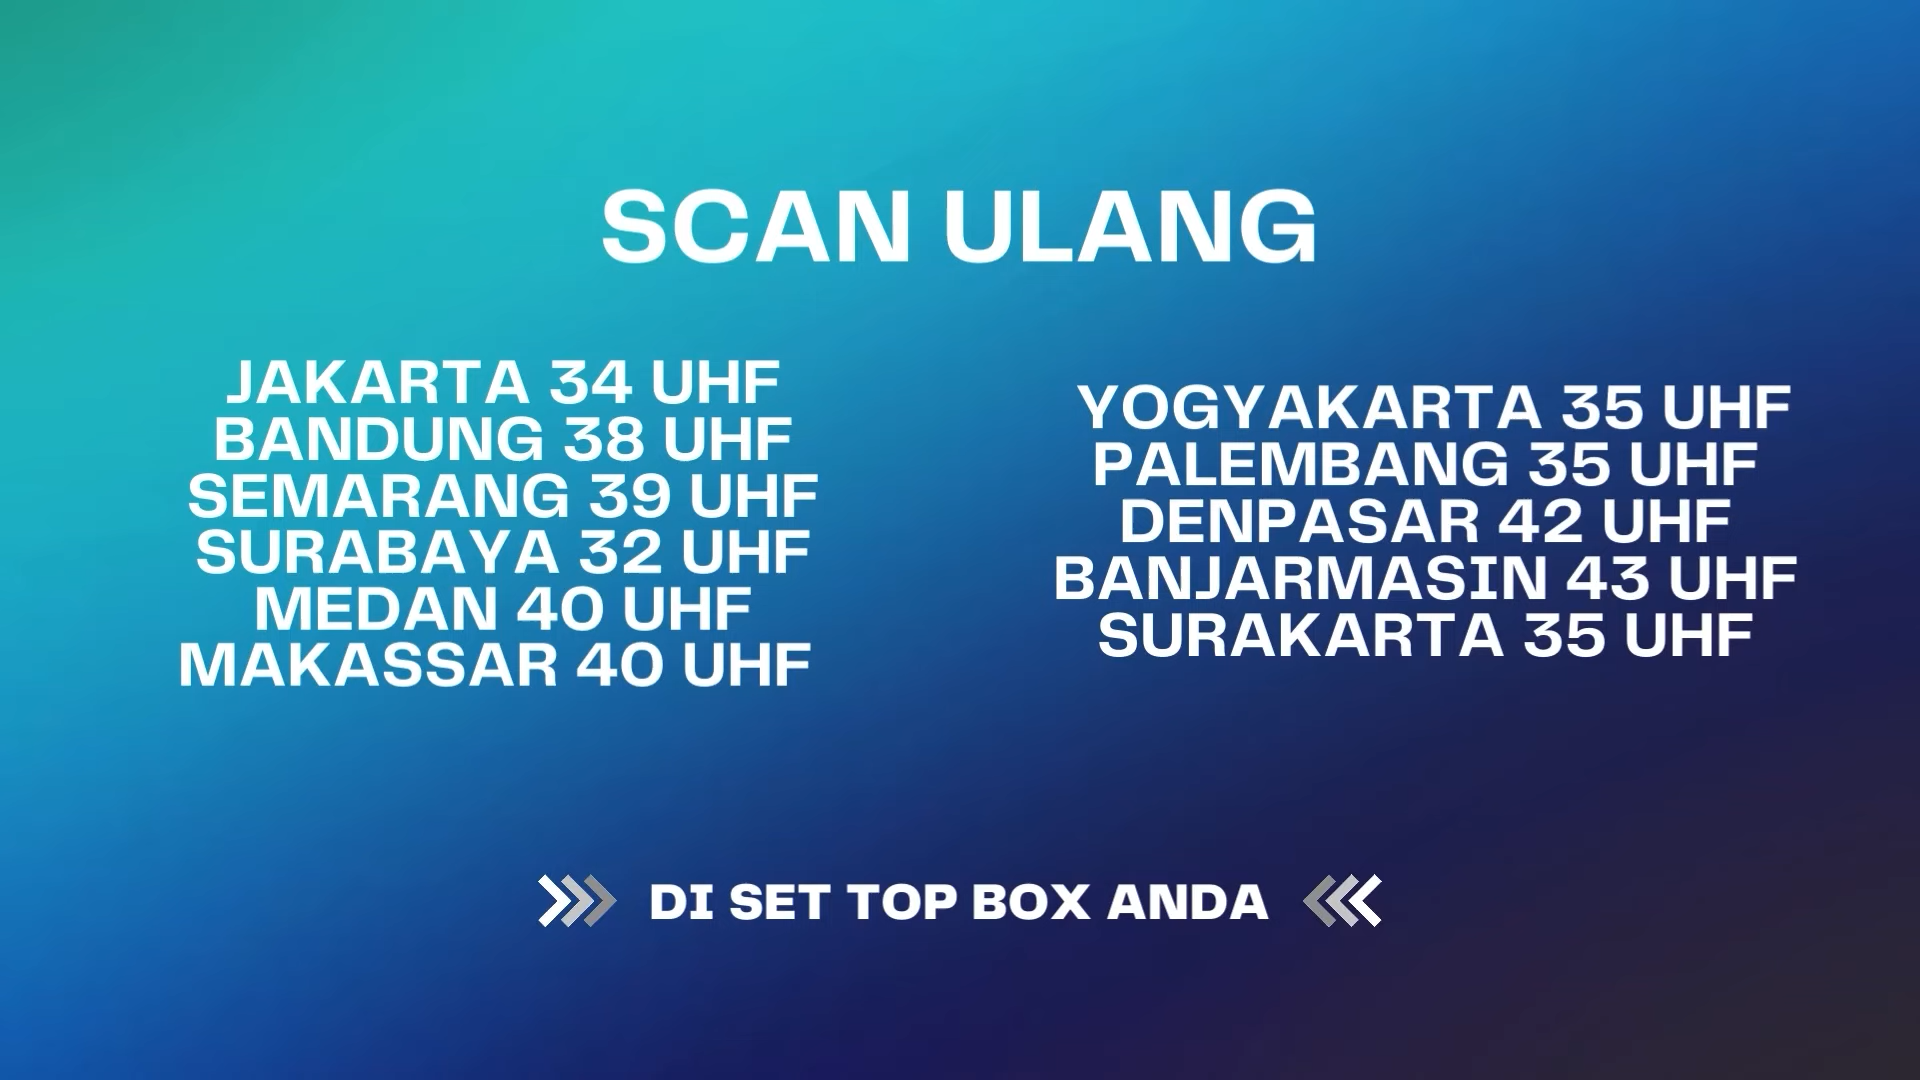 SCAN ULANG
JAKARTA 34 UHF
BANDUNG 38 UHF
SEMARANG 39 UHF
SURABAYA 32 UHF
MEDAN 40 UHF
MAKASSAR 40 UHF
YOGYAKARTA 35 UHF
PALEMBANG 35 UHF
DENPASAR 42 UHF
BANJARMASIN 43 UHF
SURAKARTA 35 UHF
DI SET TOP BOX ANDA